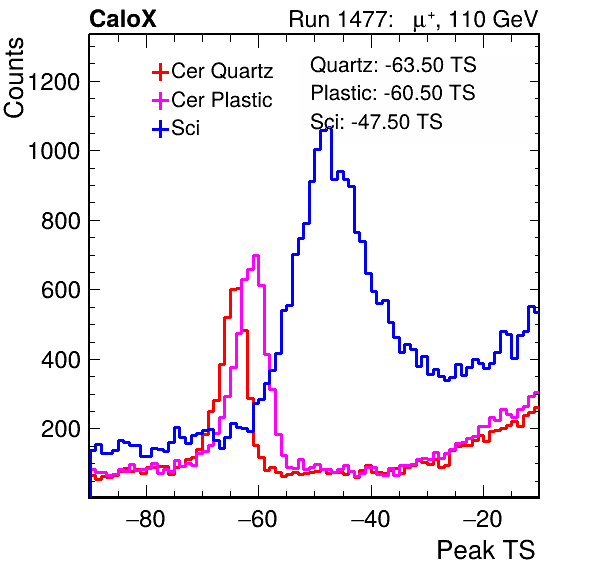 CaloX Run 1477: μ⁺, 110 GeV
Counts
Cer Quartz
Cer Plastic
Sci
Quartz: -63.50 TS
Plastic: -60.50 TS
Sci: -47.50 TS
1200
1000
800
600
400
200
−80 −60 −40 −20
Peak TS